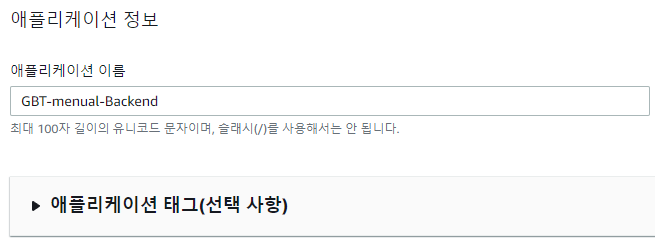 애플리케이션 정보
애플리케이션 이름
GBT-menual-Backend
최대 100자 길이의 유니코드 문자이며, 슬래시(/)를 사용해서는 안 됩니다.
애플리케이션 태그(선택 사항)